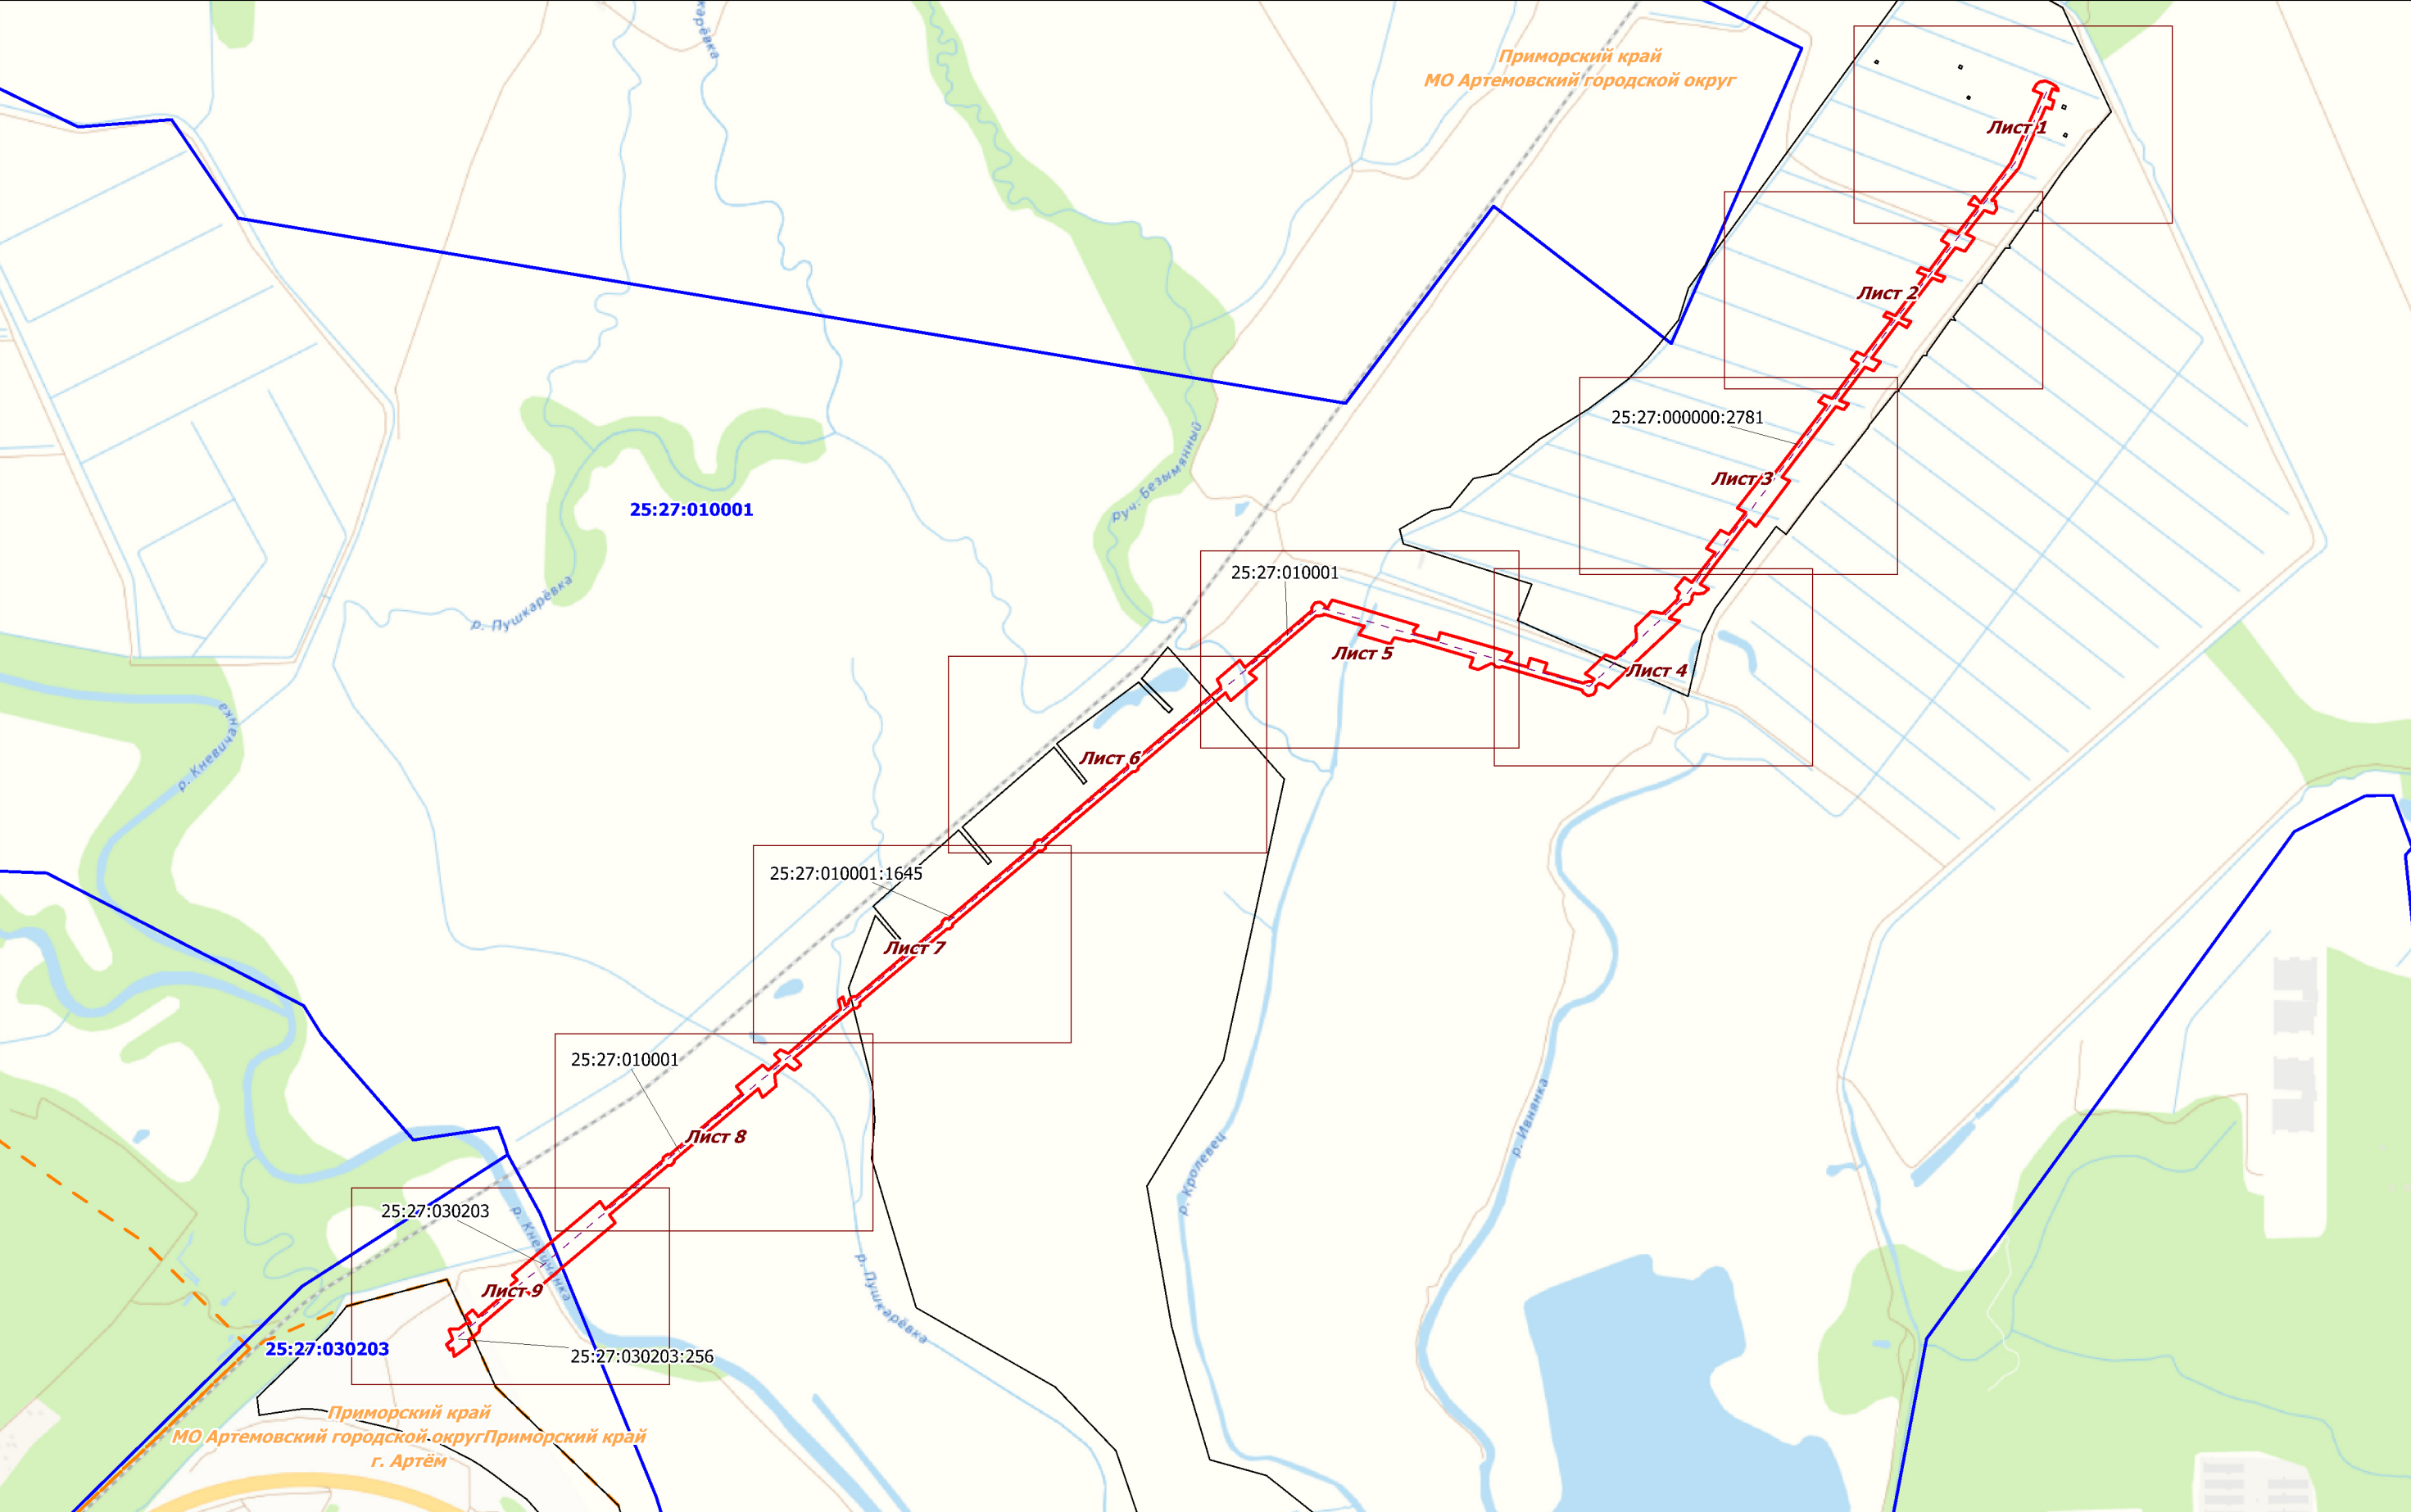 карёвка
Приморский край
МО Артемовский городской округ
Лист 1
Лист 2
25:27:000000:2781
Лист 3
руч. Безымянный
25:27:010001
25:27:010001
р. Пушкарёвка
Лист 5
Лист 4
р. Кневичанка
Лист 6
25:27:010001:1645
Лист 7
25:27:010001
Лист 8
р. Ивнянка
р. Кролевец
25:27:030203
р. Кневичанка
Лист 9
р. Пушкарёвка
25:27:030203
25:27:030203:256
Приморский край
МО Артемовский городской округПриморский край
г. Артём